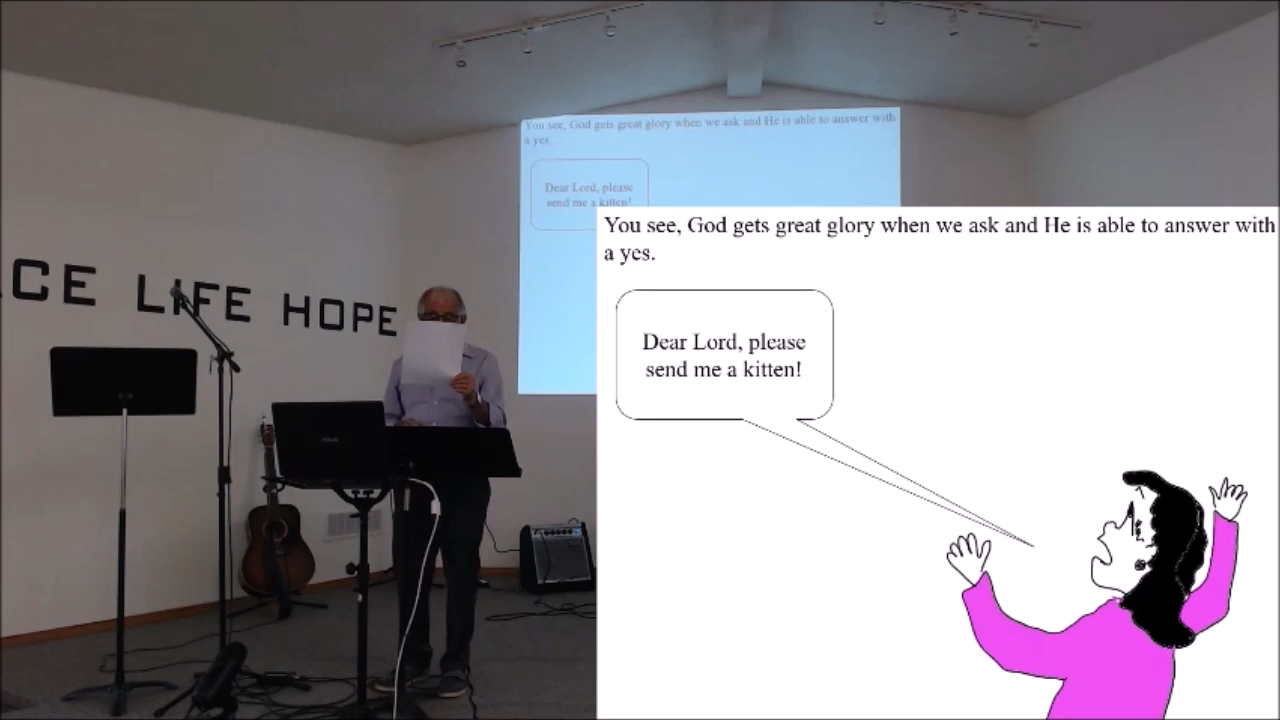 You see, God gets great glory when we ask and He is able to answer with
a yes.
Dear Lord, please
send me a kitten!
CE LIFE HOPE
You see, God gets great glory when we ask and He is able to answer with
a yes.
Dear Lord, please
send me a kitten!